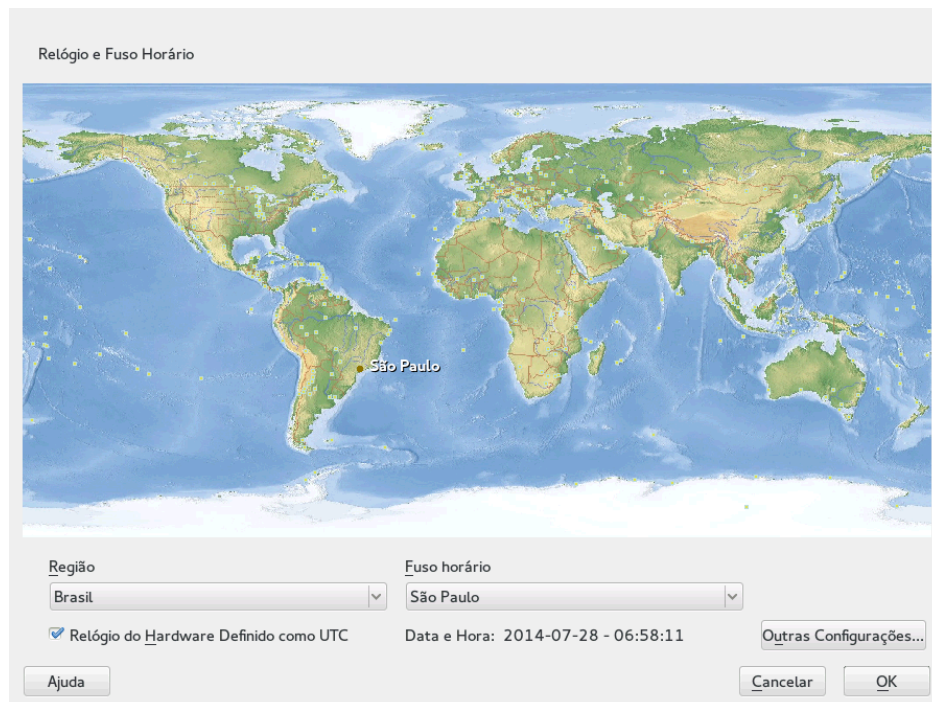 Relógio e Fuso Horário
São Paulo
Região
Fuso horário
Brasil
São Paulo
Relógio do Hardware Definido como UTC
Data e Hora: 2014-07-28 - 06:58:11
Outras Configurações...
Ajuda
Cancelar
OK